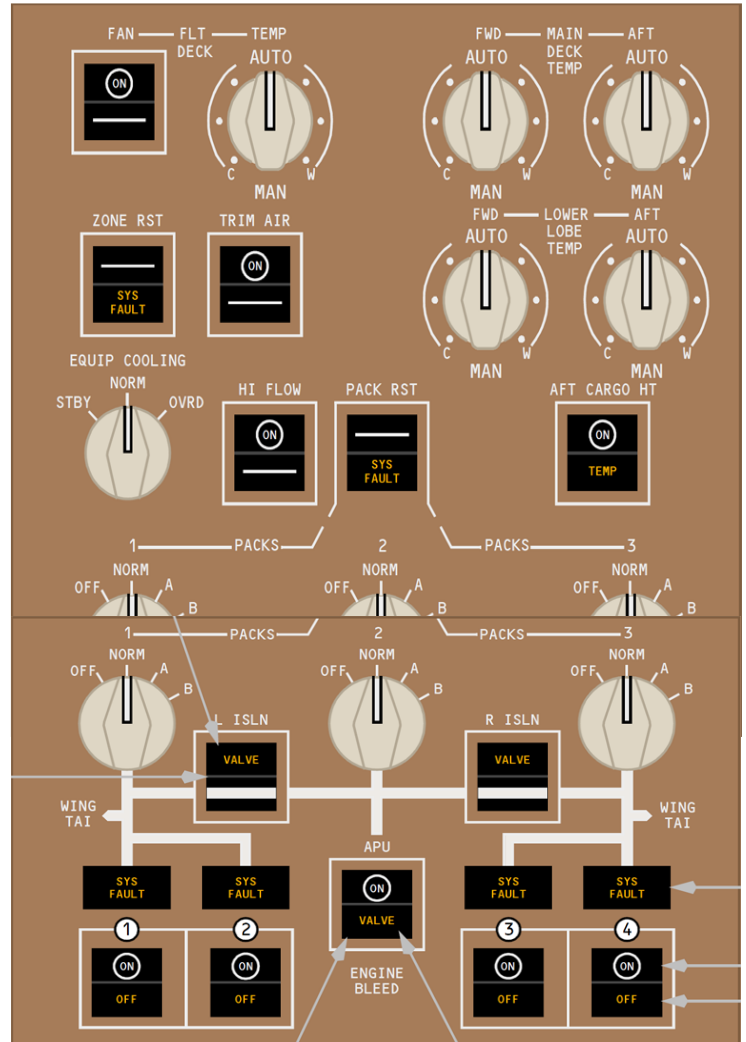 FAN FLT TEMP
DECK
AUTO
ON
C W
MAN
FWD MAIN AFT
DECK
TEMP
AUTO AUTO
C W C W
MAN MAN
ZONE RST TRIM AIR
SYS
FAULT
ON
FWD LOWER AFT
LOBE
TEMP
AUTO AUTO
C W C W
MAN MAN
EQUIP COOLING
NORM
STBY OVRD
HI FLOW PACK RST AFT CARGO HT
ON
SYS
FAULT
ON
TEMP
1 PACKS 2 PACKS 3
NORM NORM NORM
OFF A OFF A OFF A
B B B
1 PACKS 2 PACKS 3
NORM NORM NORM
OFF A OFF A OFF A
B B B
L ISLN R ISLN
VALVE VALVE
WING
TAI
WING
TAI
APU
SYS
FAULT
SYS
FAULT
ON
VALVE
SYS
FAULT
SYS
FAULT
1 2 3 4
ON ON ON ON
OFF OFF OFF OFF
ENGINE
BLEED